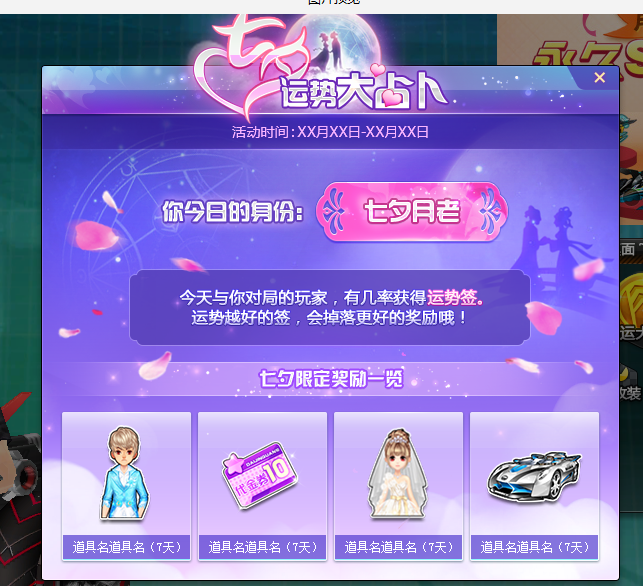 七夕
运势大占卜
永久S
活动时间:XX月XX日-XX月XX日
你今日的身份:
七夕月老
今天与你对局的玩家，有几率获得运势签。
运势越好的签，会掉落更好的奖励哦！
七夕限定奖励一览
代金券10
道具名道具名（7天）
道具名道具名（7天）
道具名道具名（7天）
道具名道具名（7天）